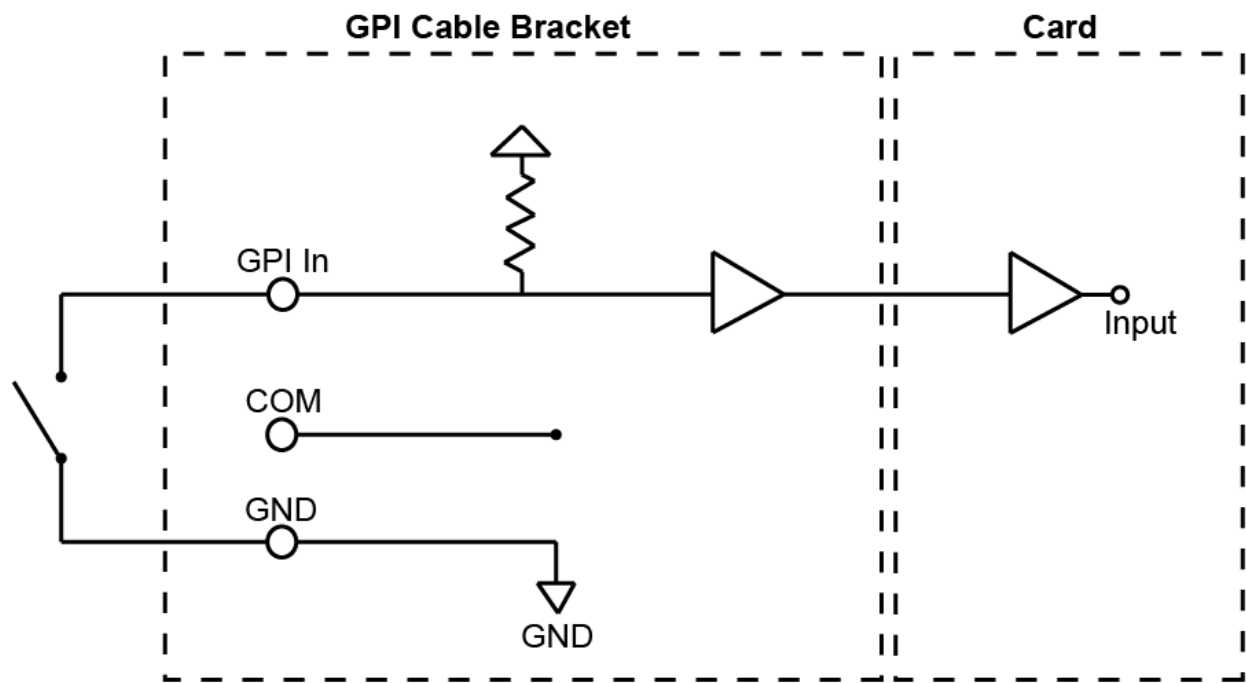 GPI Cable Bracket
Card
GPI In
Input
COM
GND
GND